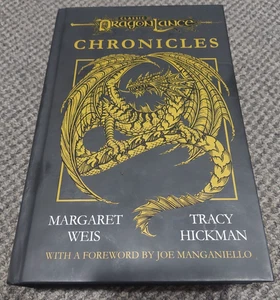 DRAGONLANCE
CHRONICLES
MARGARET WEIS
TRACY HICKMAN
WITH A FOREWORD BY JOE MANGANIELLO